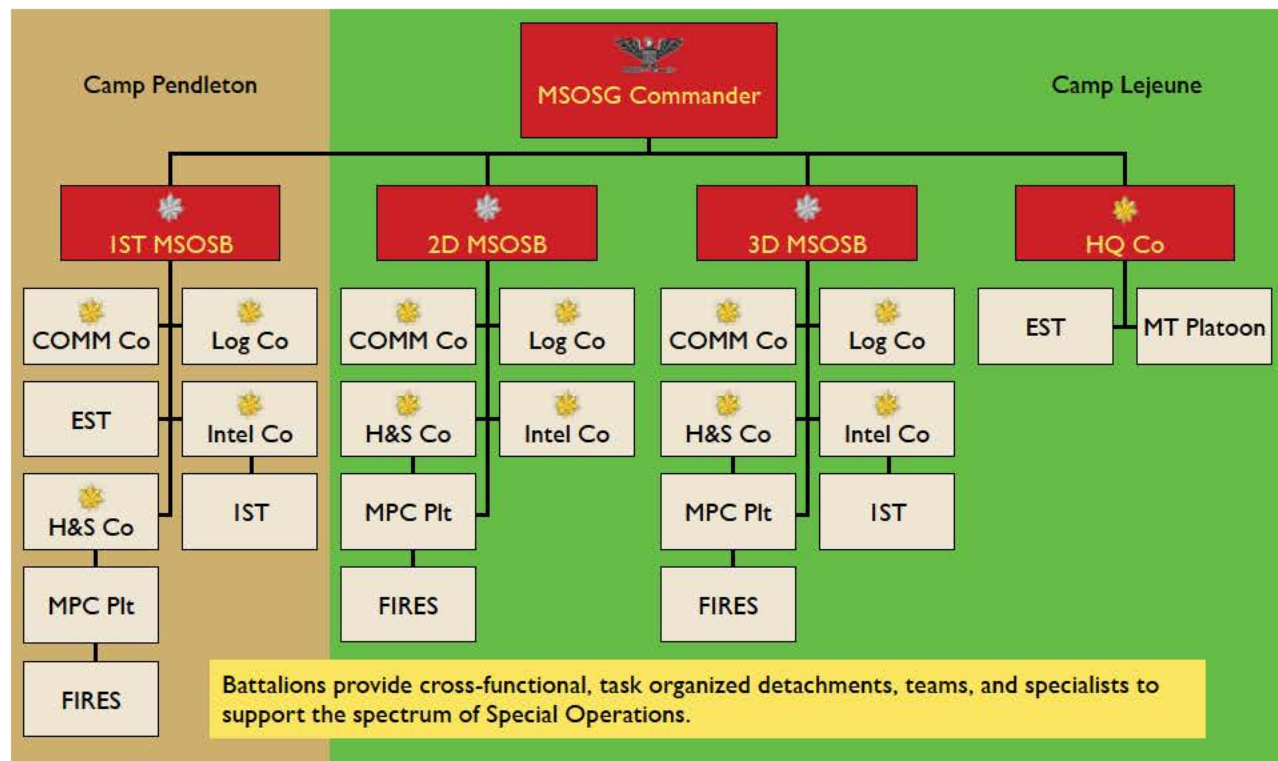 Camp Pendleton
Camp Lejeune
MSOSG Commander
1ST MSOSB
2D MSOSB
3D MSOSB
HQ Co
COMM Co
Log Co
COMM Co
Log Co
COMM Co
Log Co
EST
MT Platoon
EST
Intel Co
H&S Co
Intel Co
H&S Co
Intel Co
H&S Co
IST
MPC Plt
MPC Plt
IST
MPC Plt
FIRES
FIRES
FIRES
Battalions provide cross-functional, task organized detachments, teams, and specialists to
support the spectrum of Special Operations.